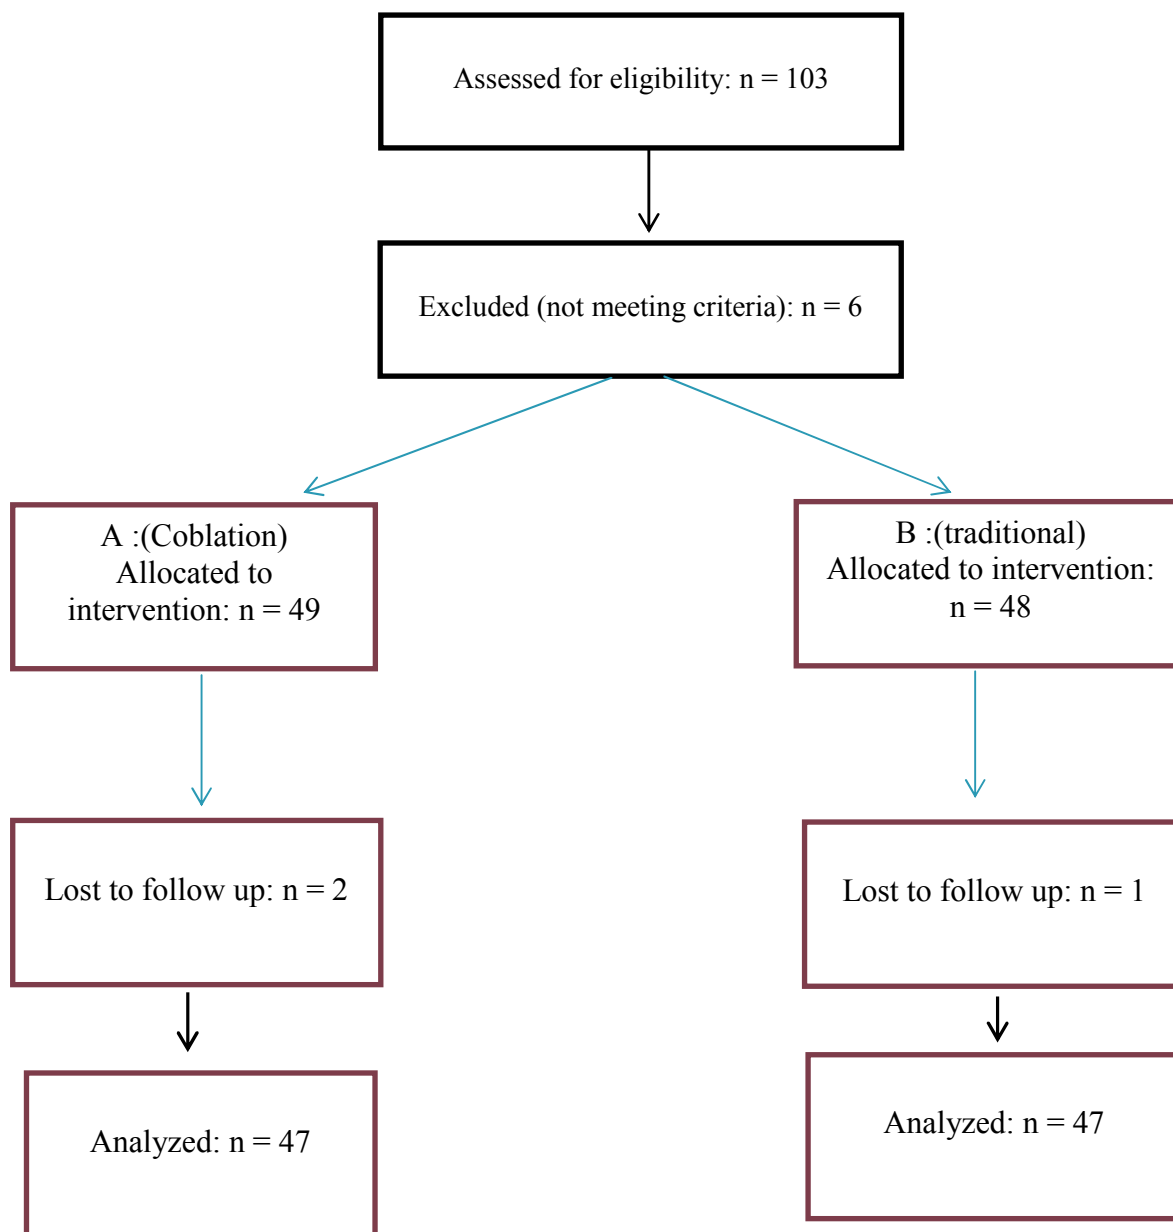 Assessed for eligibility: n = 103
Excluded (not meeting criteria): n = 6
A :(Coblation)
Allocated to
intervention: n = 49
B :(traditional)
Allocated to intervention:
n = 48
Lost to follow up: n = 2
Lost to follow up: n = 1
Analyzed: n = 47
Analyzed: n = 47